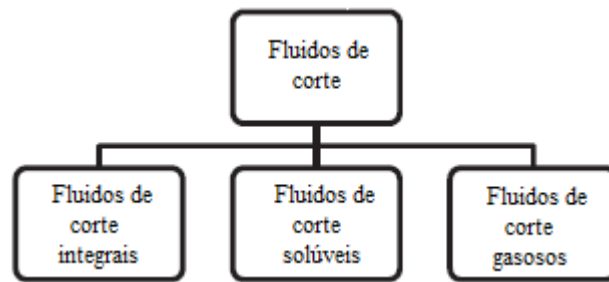 Fluidos de
corte
Fluidos de
corte
integrais
Fluidos de
corte
solúveis
Fluidos de
corte
gasosos